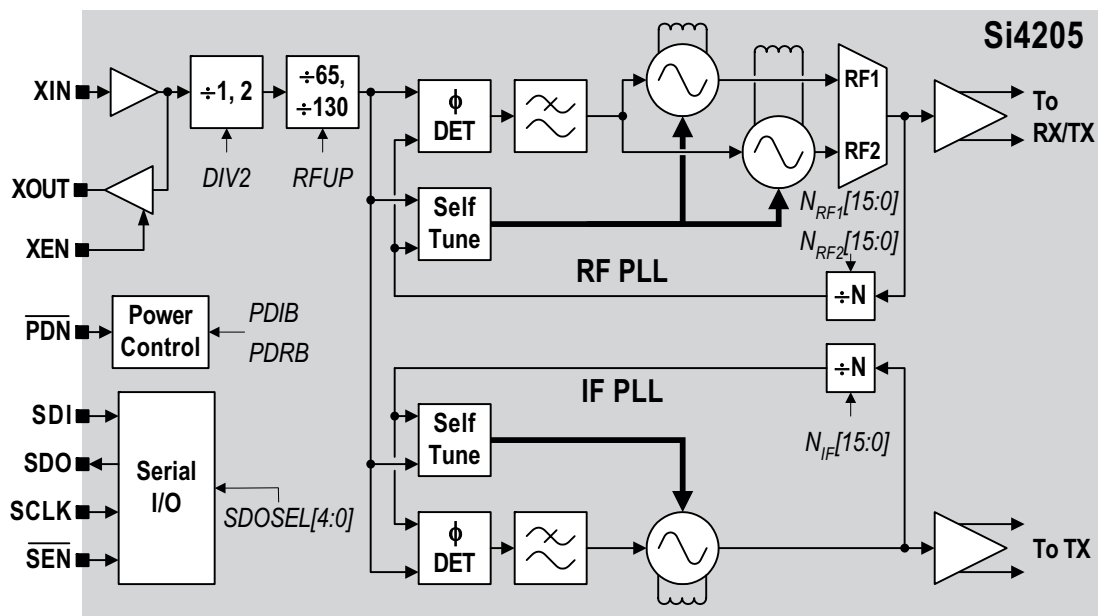 Si4205
XIN
÷1, 2
÷65,
÷130
DIV2
RFUP
XOUT
XEN
ϕ
DET
Self
Tune
RF1
RF2
To
RX/TX
N_RF1[15:0]
N_RF2[15:0]
RF PLL
÷N
PDN
Power
Control
PDIB
PDRB
÷N
IF PLL
N_IF[15:0]
SDI
SDO
SCLK
SEN
Serial
I/O
SDOSEL[4:0]
Self
Tune
ϕ
DET
To TX